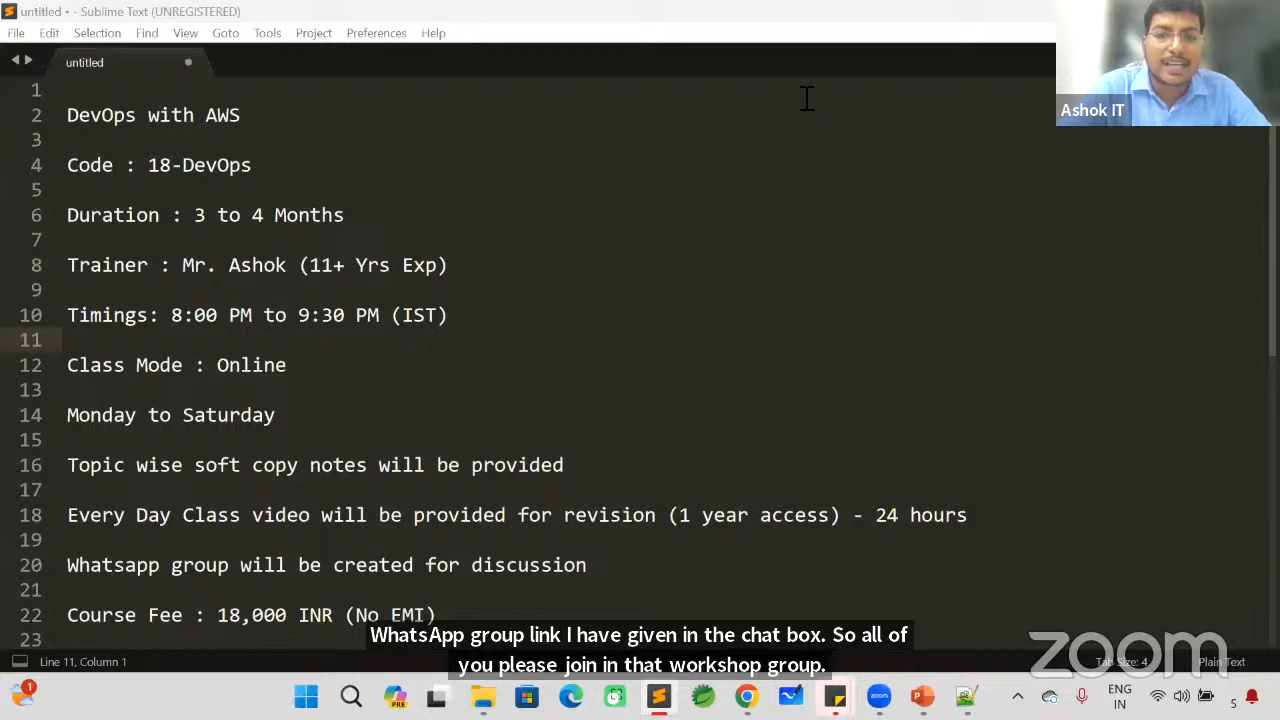 untitled • - Sublime Text (UNREGISTERED)
File Edit Selection Find View Goto Tools Project Preferences Help
untitled
Ashok IT
1
2 DevOps with AWS
3
4 Code : 18-DevOps
5
6 Duration : 3 to 4 Months
7
8 Trainer : Mr. Ashok (11+ Yrs Exp)
9
10 Timings: 8:00 PM to 9:30 PM (IST)
11
12 Class Mode : Online
13
14 Monday to Saturday
15
16 Topic wise soft copy notes will be provided
17
18 Every Day Class video will be provided for revision (1 year access) - 24 hours
19
20 Whatsapp group will be created for discussion
21
22 Course Fee : 18,000 INR (No EMI)
23
WhatsApp group link I have given in the chat box. So all of
you please join in that workshop group.
zoom
Line 11, Column 1 Tab Size: 4 Plain Text
1 PRE zoom ENG
IN 5